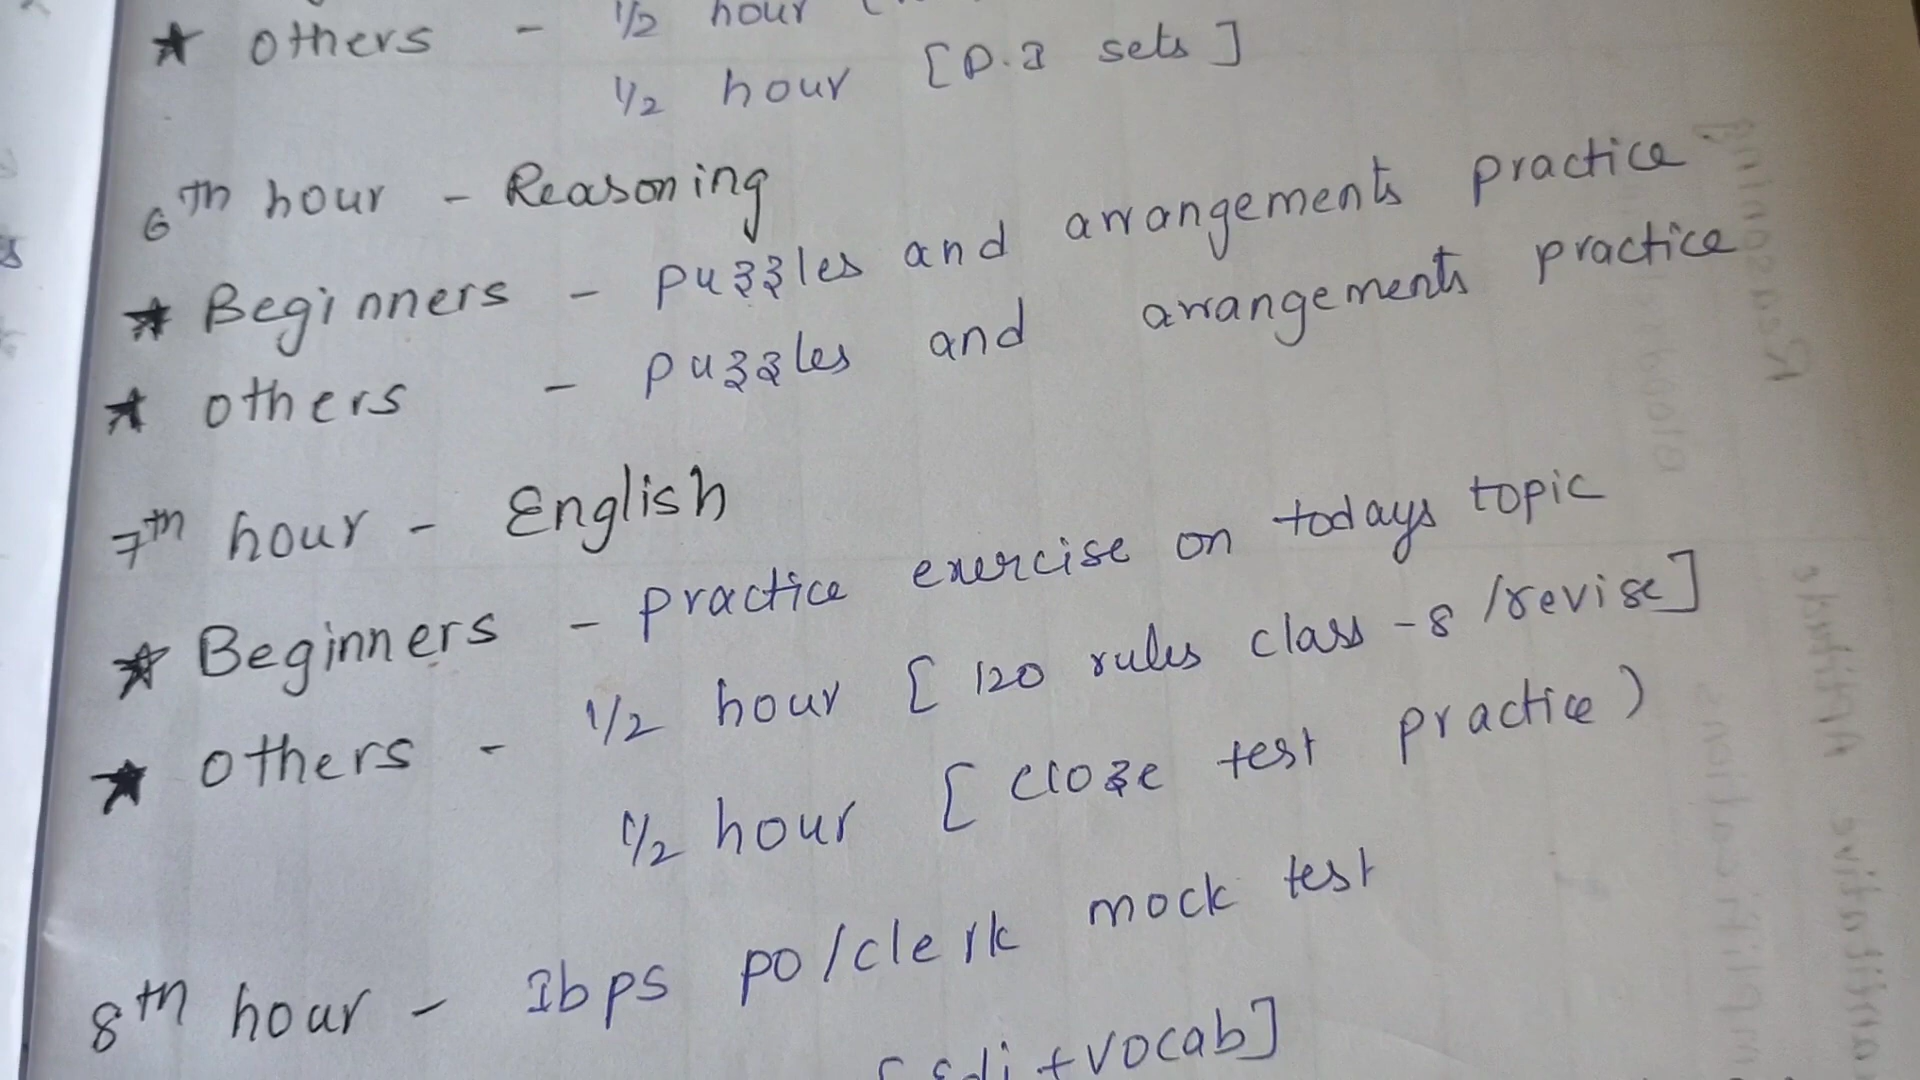 ★ others - 1/2 hour [
1/2 hour [D.I sets]
6th hour - Reasoning
★ Beginners - puzzles and arrangements practice
★ others - puzzles and arrangements practice
7th hour - English
★ Beginners - practice exercise on todays topic
★ others - 1/2 hour [120 rules class -8 /revise]
1/2 hour [cloze test practice)
8th hour - Ibps po/clerk mock test
+vocab]